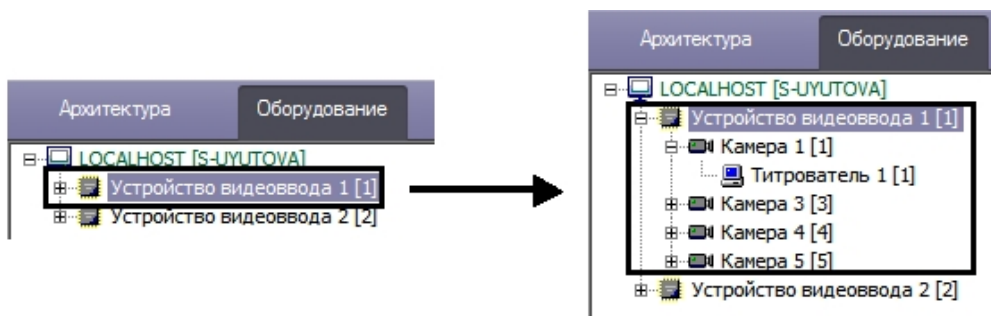 Архитектура Оборудование
LOCALHOST [S-UYUTOVA]
Устройство видеоввода 1 [1]
Устройство видеоввода 2 [2]
Архитектура Оборудование
LOCALHOST [S-UYUTOVA]
Устройство видеоввода 1 [1]
Камера 1 [1]
Титрователь 1 [1]
Камера 3 [3]
Камера 4 [4]
Камера 5 [5]
Устройство видеоввода 2 [2]